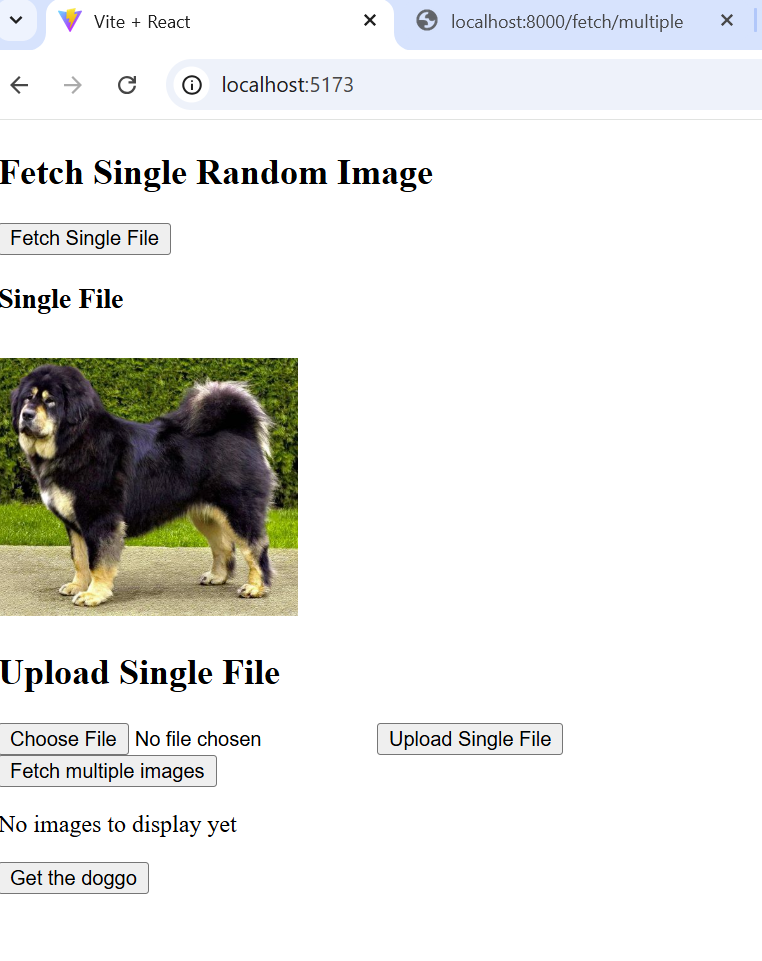 Vite + React
localhost:8000/fetch/multiple
localhost:5173
Fetch Single Random Image
Fetch Single File
Single File
Upload Single File
Choose File No file chosen Upload Single File
Fetch multiple images
No images to display yet
Get the doggo